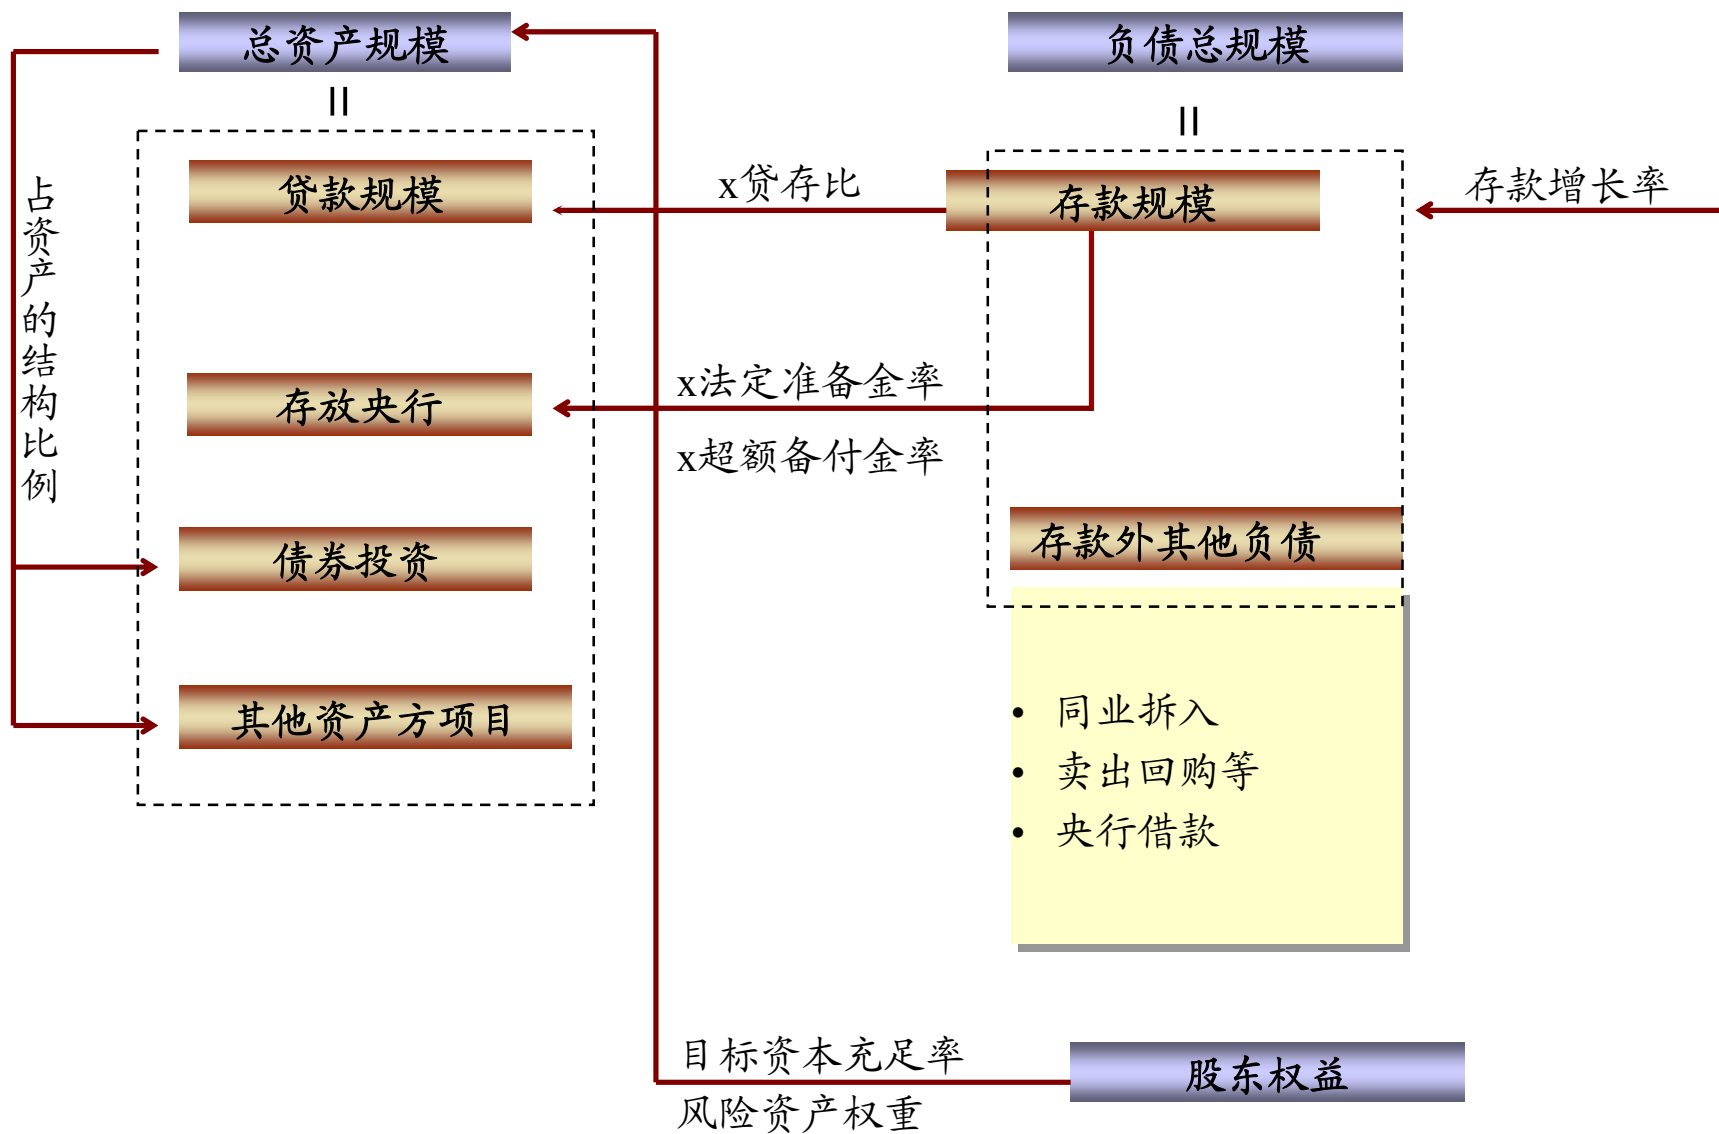 总资产规模
负债总规模
=
=
占资产的结构比例
贷款规模
x贷存比
存款规模
存款增长率
存放央行
x法定准备金率
x超额备付金率
债券投资
存款外其他负债
其他资产方项目
• 同业拆入
• 卖出回购等
• 央行借款
目标资本充足率
风险资产权重
股东权益